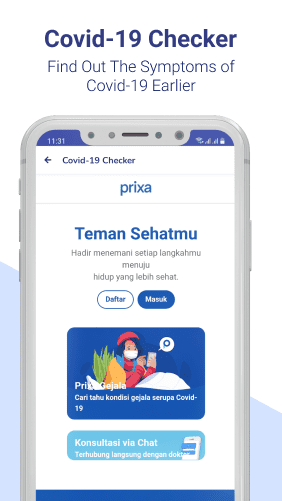 Covid-19 Checker
Find Out The Symptoms of
Covid-19 Earlier
11:31
Covid-19 Checker
prixa
Teman Sehatmu
Hadir menemani setiap langkahmu
menuju
hidup yang lebih sehat.
Daftar
Masuk
Prixa Gejala
Cari tahu kondisi gejala serupa Covid-
19
Konsultasi via Chat
Terhubung langsung dengan dokter